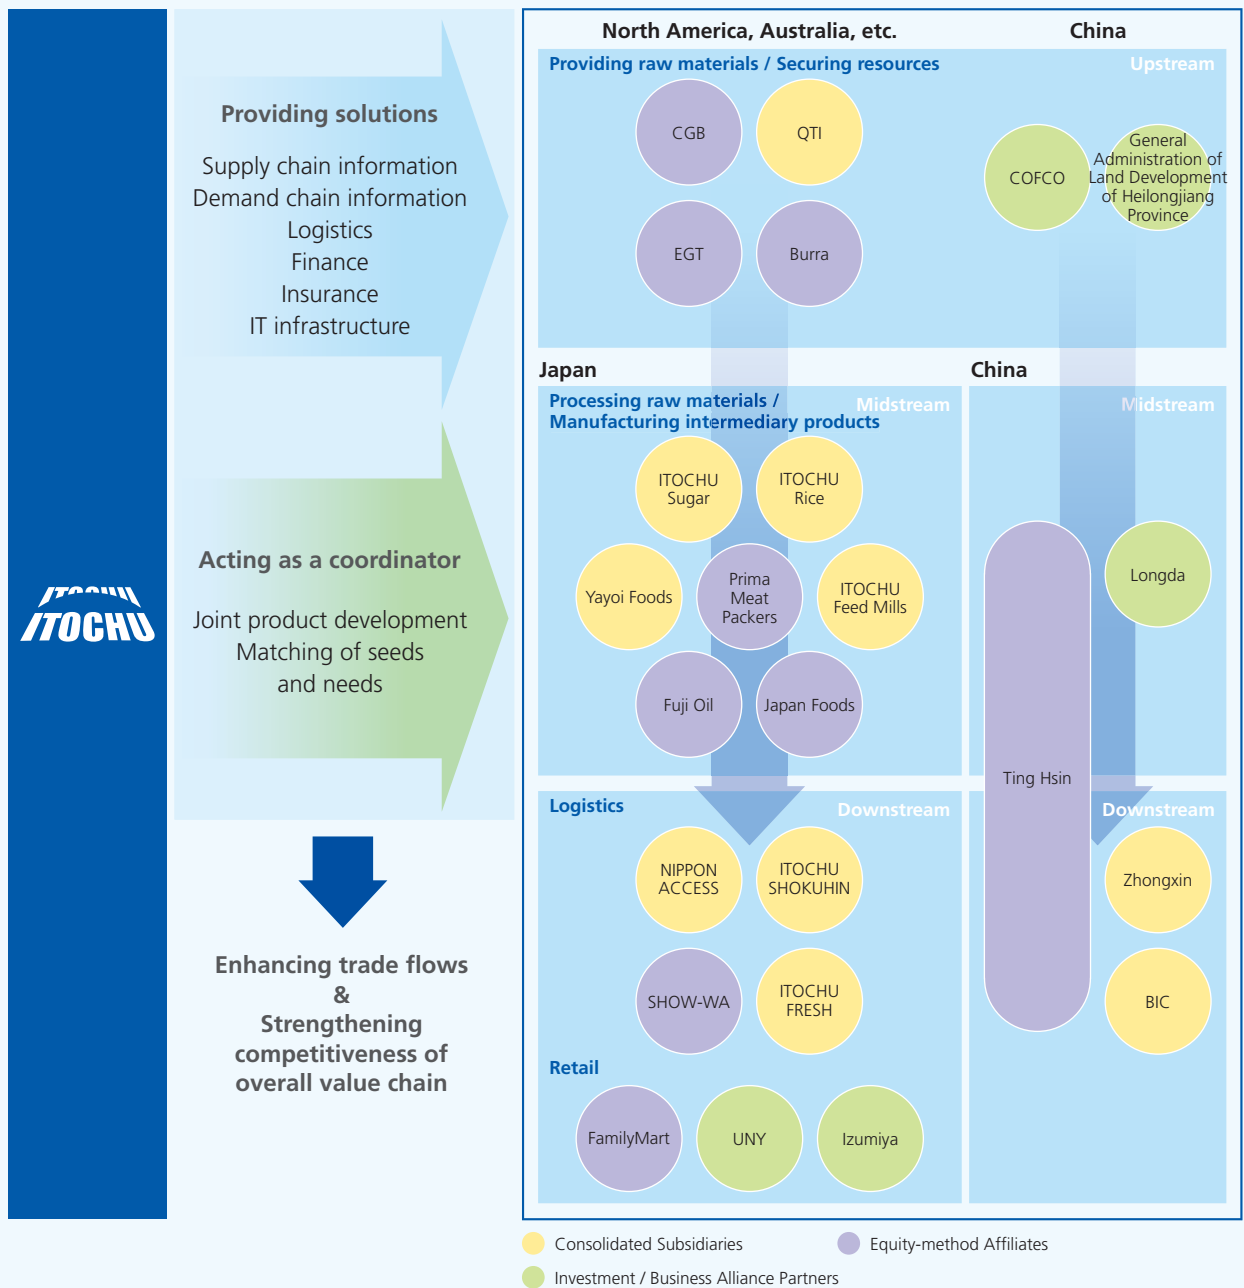 ITOCHU
ITOCHU
Providing solutions
Supply chain information
Demand chain information
Logistics
Finance
Insurance
IT infrastructure
Acting as a coordinator
Joint product development
Matching of seeds
and needs
Enhancing trade flows
&
Strengthening
competitiveness of
overall value chain
North America, Australia, etc.
China
Providing raw materials / Securing resources
Upstream
CGB
QTI
EGT
Burra
COFCO
General
Administration of
Land Development
of Heilongjiang
Province
Japan
Processing raw materials /
Manufacturing intermediary products
Midstream
ITOCHU
Sugar
ITOCHU
Rice
Yayoi Foods
Prima
Meat
Packers
ITOCHU
Feed Mills
Fuji Oil
Japan Foods
China
Midstream
Longda
Ting Hsin
Logistics
Downstream
NIPPON
ACCESS
ITOCHU
SHOKUHIN
SHOW-WA
ITOCHU
FRESH
Retail
FamilyMart
UNY
Izumiya
Downstream
Zhongxin
BIC
Consolidated Subsidiaries
Equity-method Affiliates
Investment / Business Alliance Partners